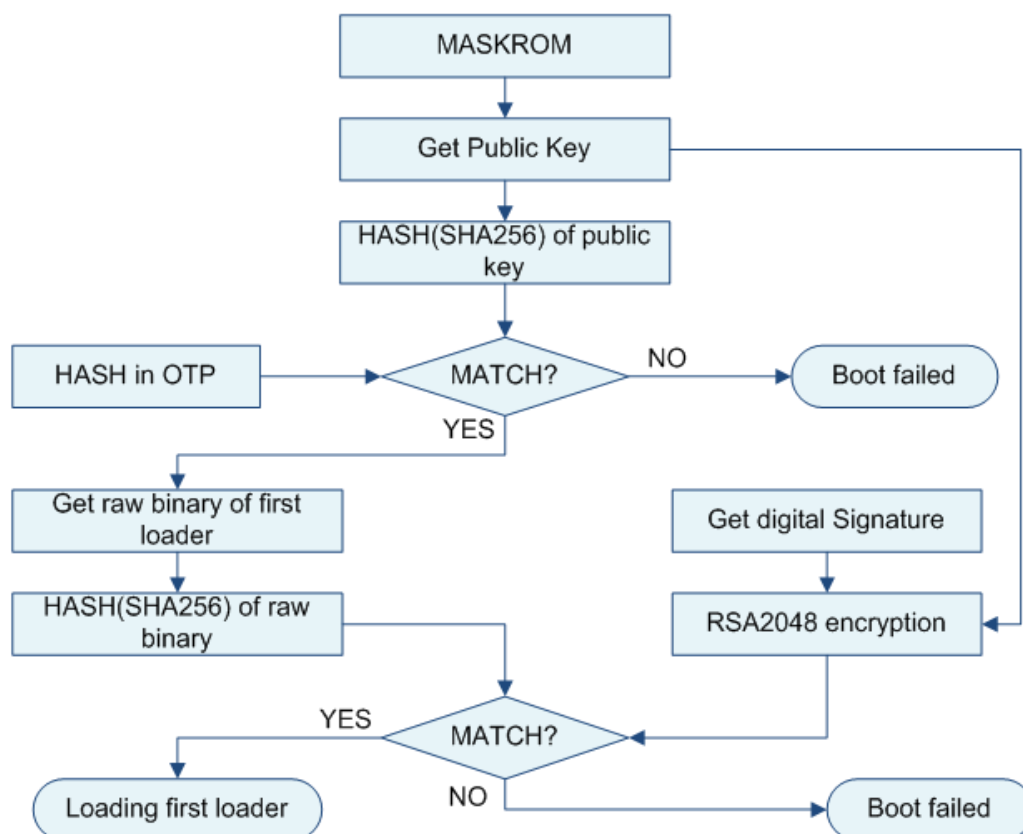 MASKROM
Get Public Key
HASH(SHA256) of public
key
HASH in OTP
MATCH?
NO
Boot failed
YES
Get raw binary of first
loader
Get digital Signature
HASH(SHA256) of raw
binary
RSA2048 encryption
YES
MATCH?
Loading first loader
NO
Boot failed